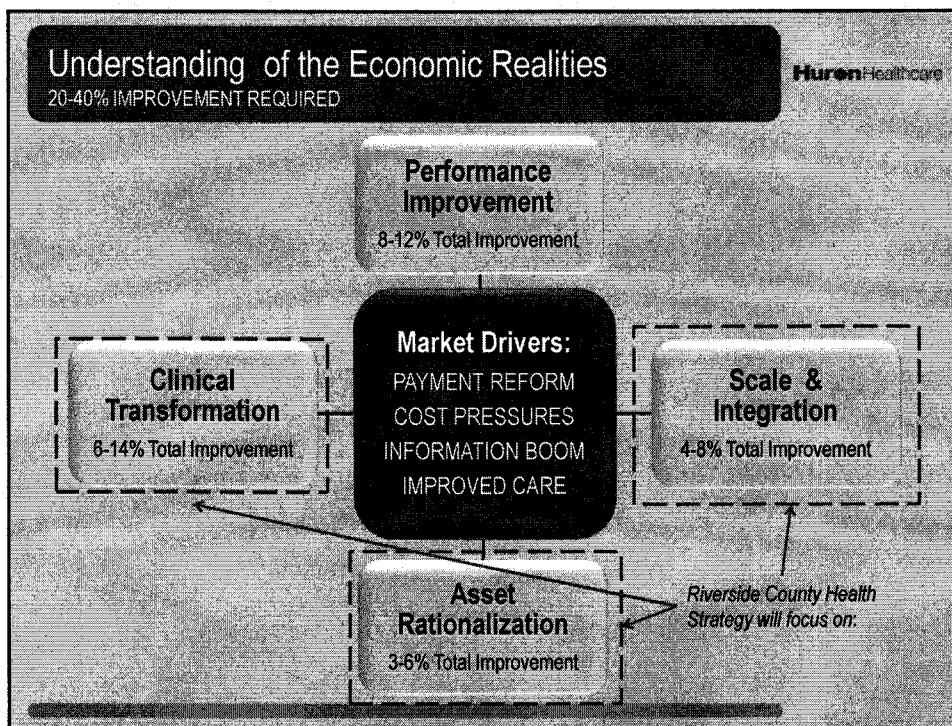 Understanding of the Economic Realities
20-40% IMPROVEMENT REQUIRED
HuronHealthcare
Performance
Improvement
8-12% Total Improvement
Clinical
Transformation
6-14% Total Improvement
Market Drivers:
PAYMENT REFORM
COST PRESSURES
INFORMATION BOOM
IMPROVED CARE
Scale & Integration
4-8% Total Improvement
Asset
Rationalization
3-6% Total Improvement
Riverside County Health
Strategy will focus on: